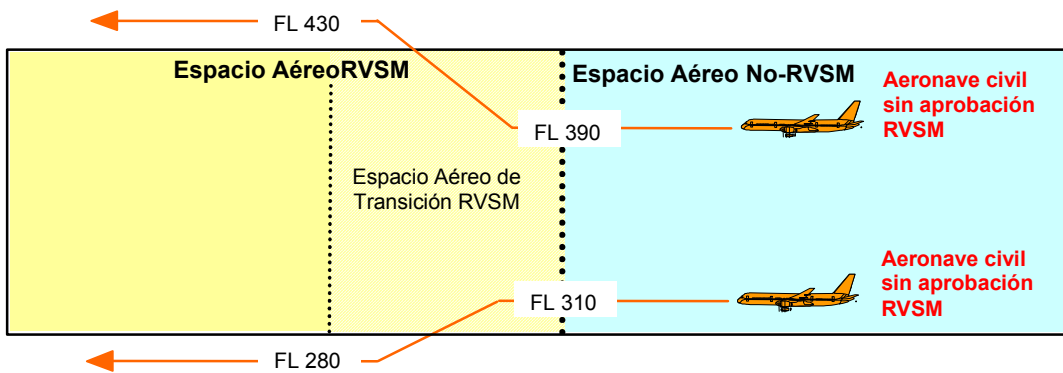 FL 430
Espacio AéreoRVSM
Espacio Aéreo No-RVSM
Aeronave civil
sin aprobación
RVSM
FL 390
Espacio Aéreo de
Transición RVSM
Aeronave civil
sin aprobación
RVSM
FL 310
FL 280